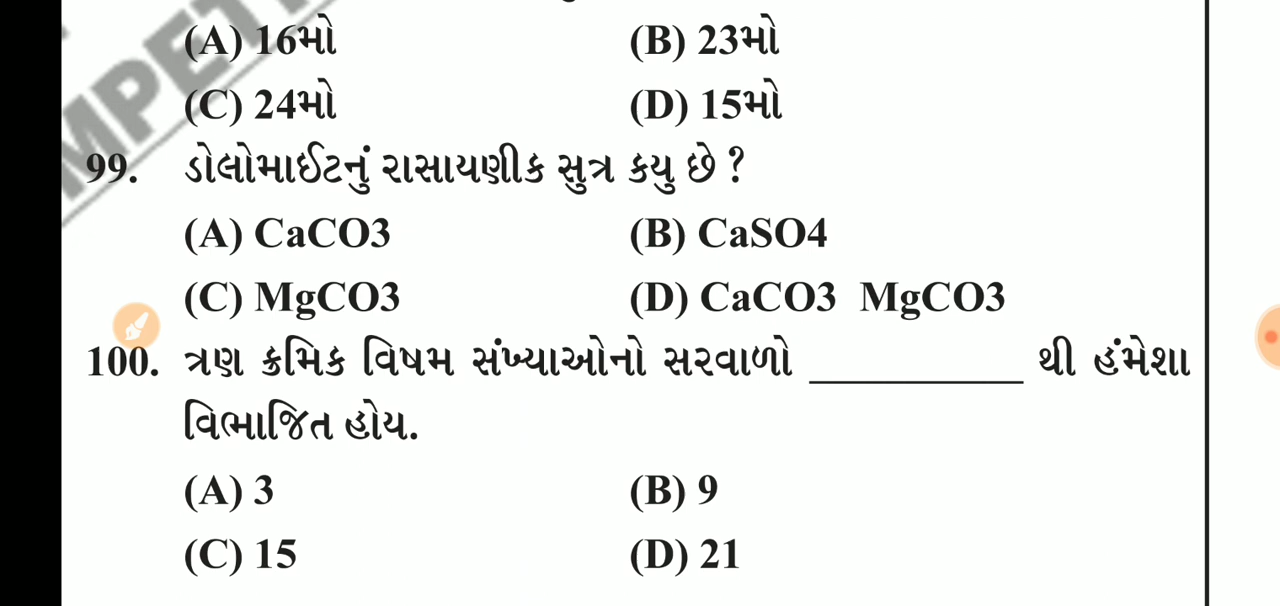 MPET
(A) 16મો (B) 23મો
(C) 24મો (D) 15મો
99. ડોલોમાઈટનું રાસાયણીક સુત્ર કયુ છે ?
(A) CaCO3 (B) CaSO4
(C) MgCO3 (D) CaCO3 MgCO3
100. ત્રણ ક્રમિક વિષમ સંખ્યાઓનો સરવાળો __________ થી હંમેશા
વિભાજિત હોય.
(A) 3 (B) 9
(C) 15 (D) 21